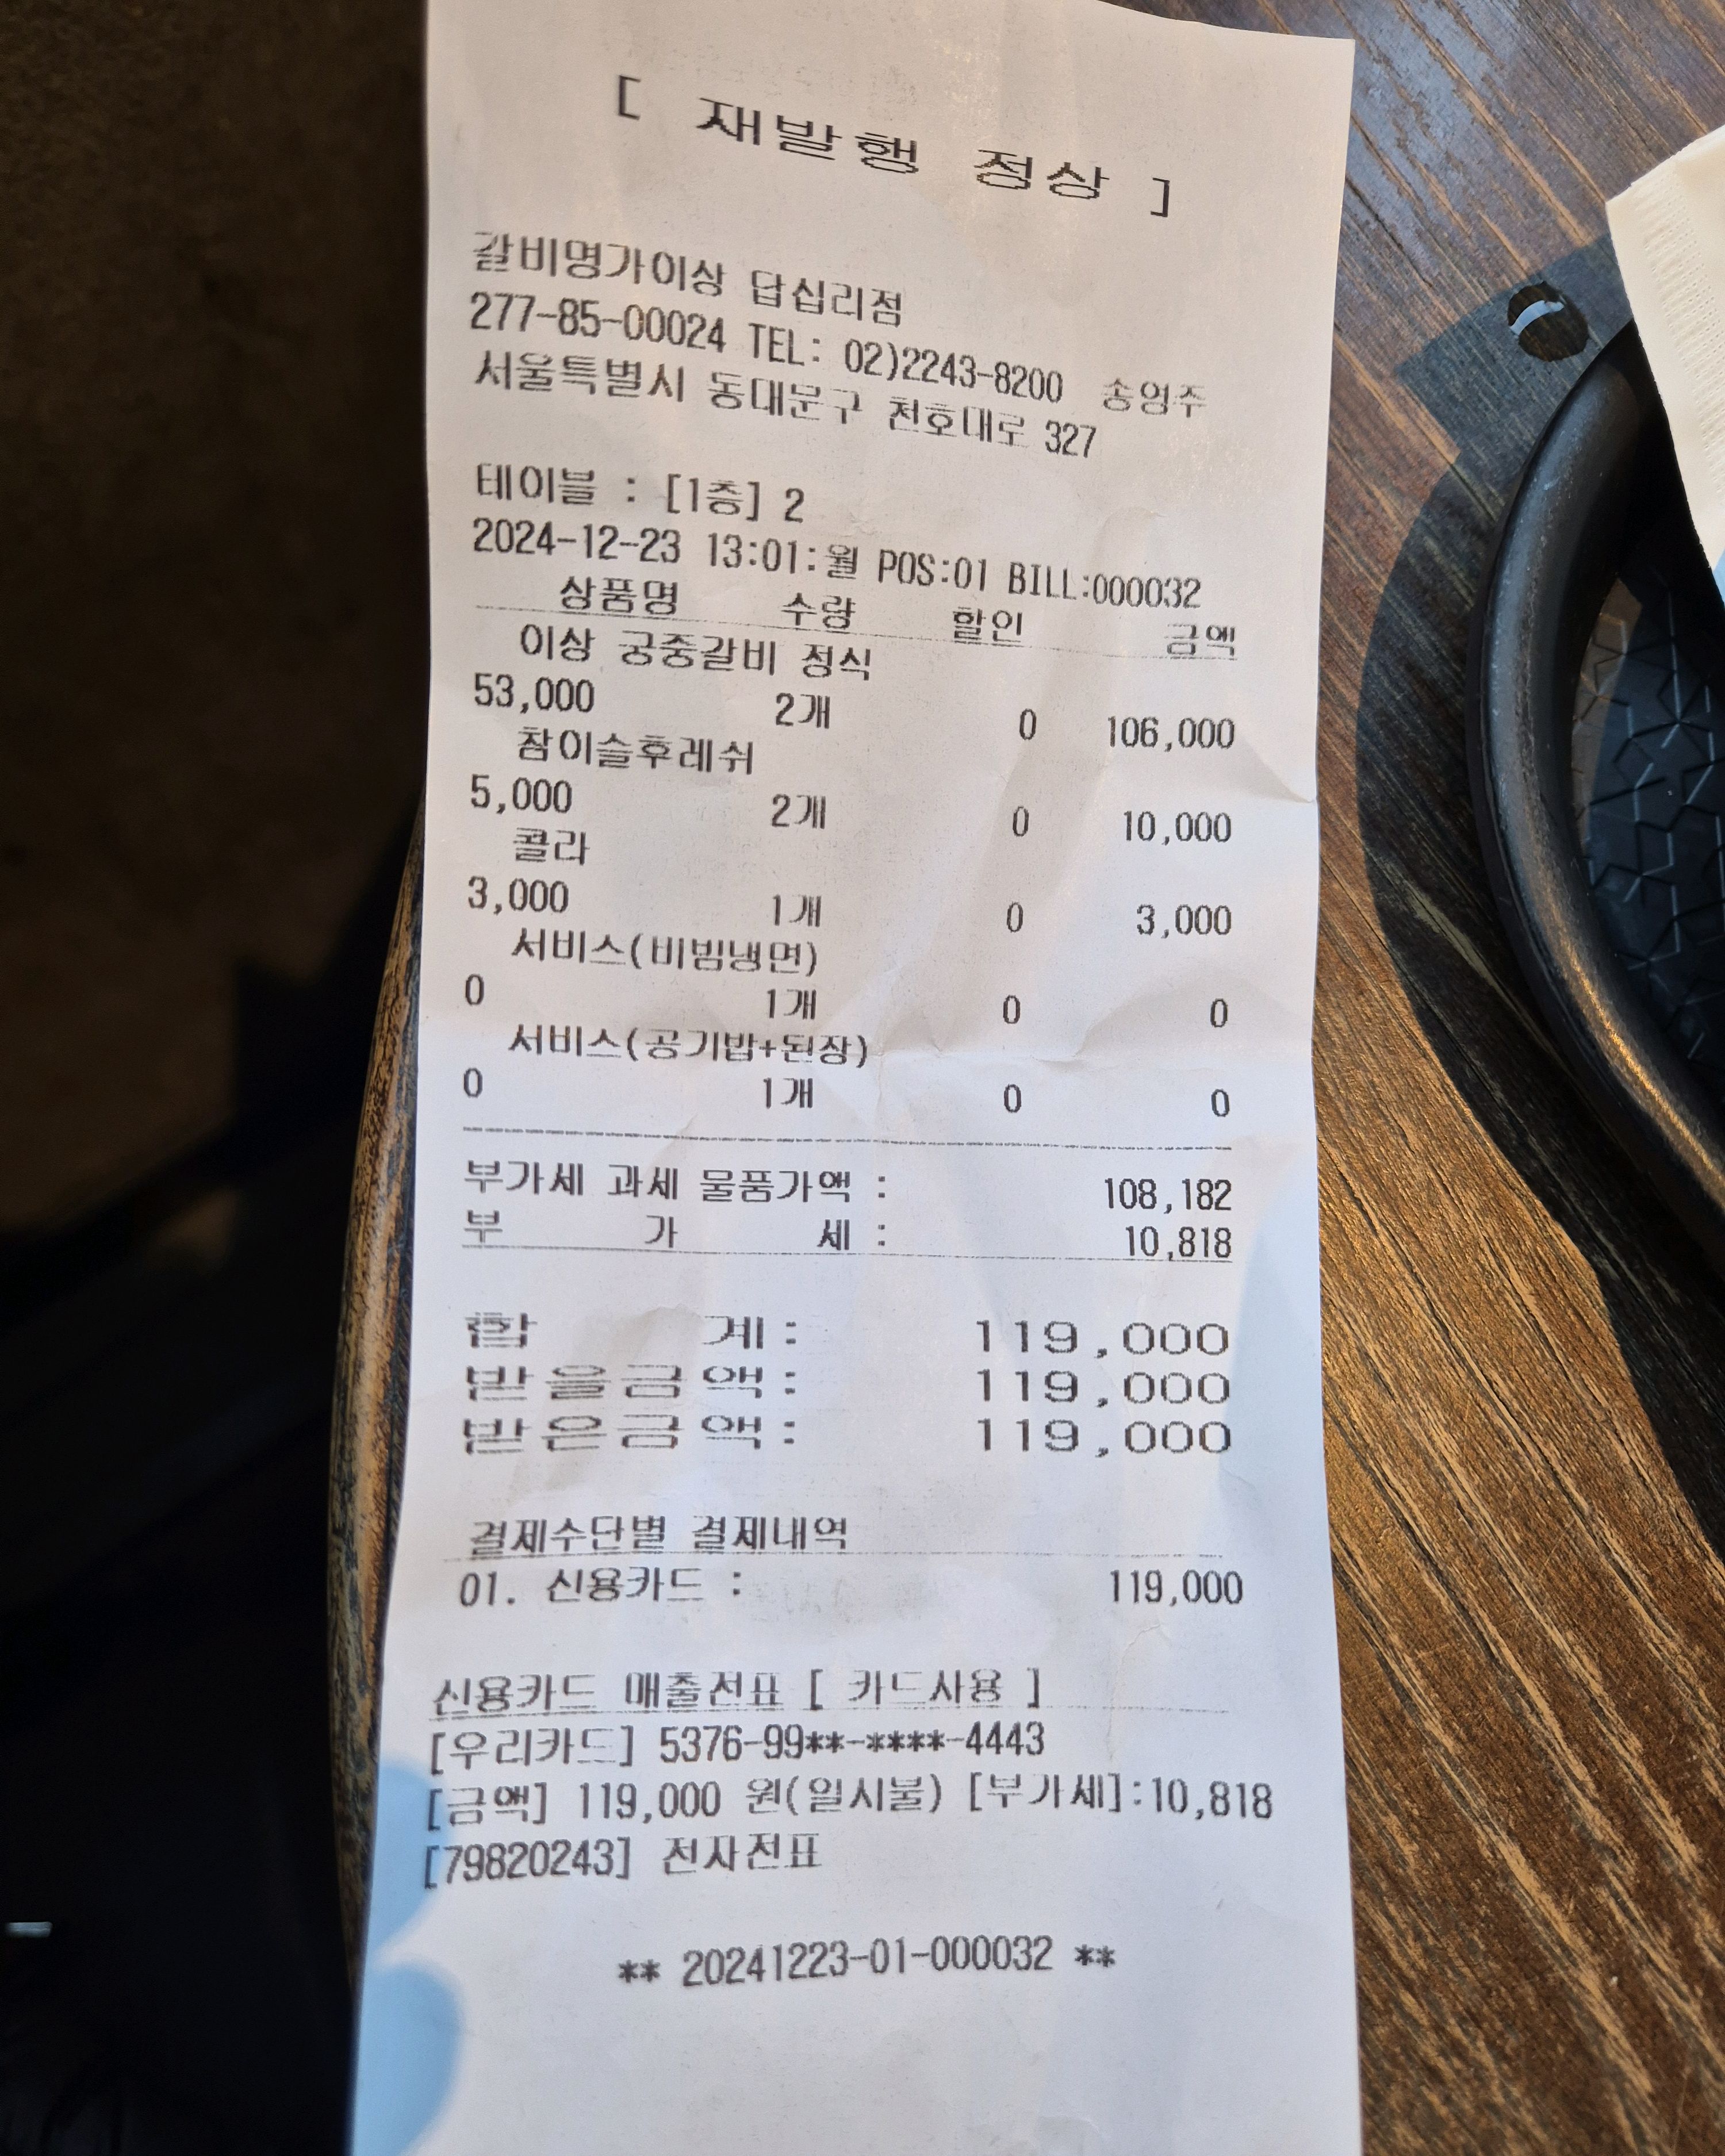 [ 재발행 정상 ]
갈비명가이상 답십리점
277-85-00024 TEL: 02)2243-8200 송영주
서울특별시 동대문구 천호대로 327
테이블 : [1층] 2
2024-12-23 13:01:월 POS:01 BILL:000032
상품명 수량 할인 금액
이상 궁중갈비 정식
53,000 2개 0 106,000
참이슬후레쉬
5,000 2개 0 10,000
콜라
3,000 1개 0 3,000
서비스(비빔냉면)
0 1개 0 0
서비스(공기밥+된장)
0 1개 0 0
부가세 과세 물품가액 : 108,182
부 가 세 : 10,818
합 계 : 119,000
받을금액 : 119,000
받은금액 : 119,000
결제수단별 결제내역
01. 신용카드 : 119,000
신용카드 매출전표 [ 카드사용 ]
[우리카드] 5376-99**-****-4443
[금액] 119,000 원(일시불) [부가세]:10,818
[79820243] 전자전표
** 20241223-01-000032 **